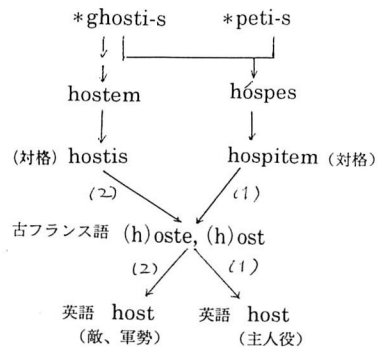 *ghosti-s *peti-s
hostem hóspes
(対格) hostis hospitem (対格)
(2) (1)
古フランス語 (h)oste, (h)ost
(2) (1)
英語 host 英語 host
(敵、軍勢) (主人役)